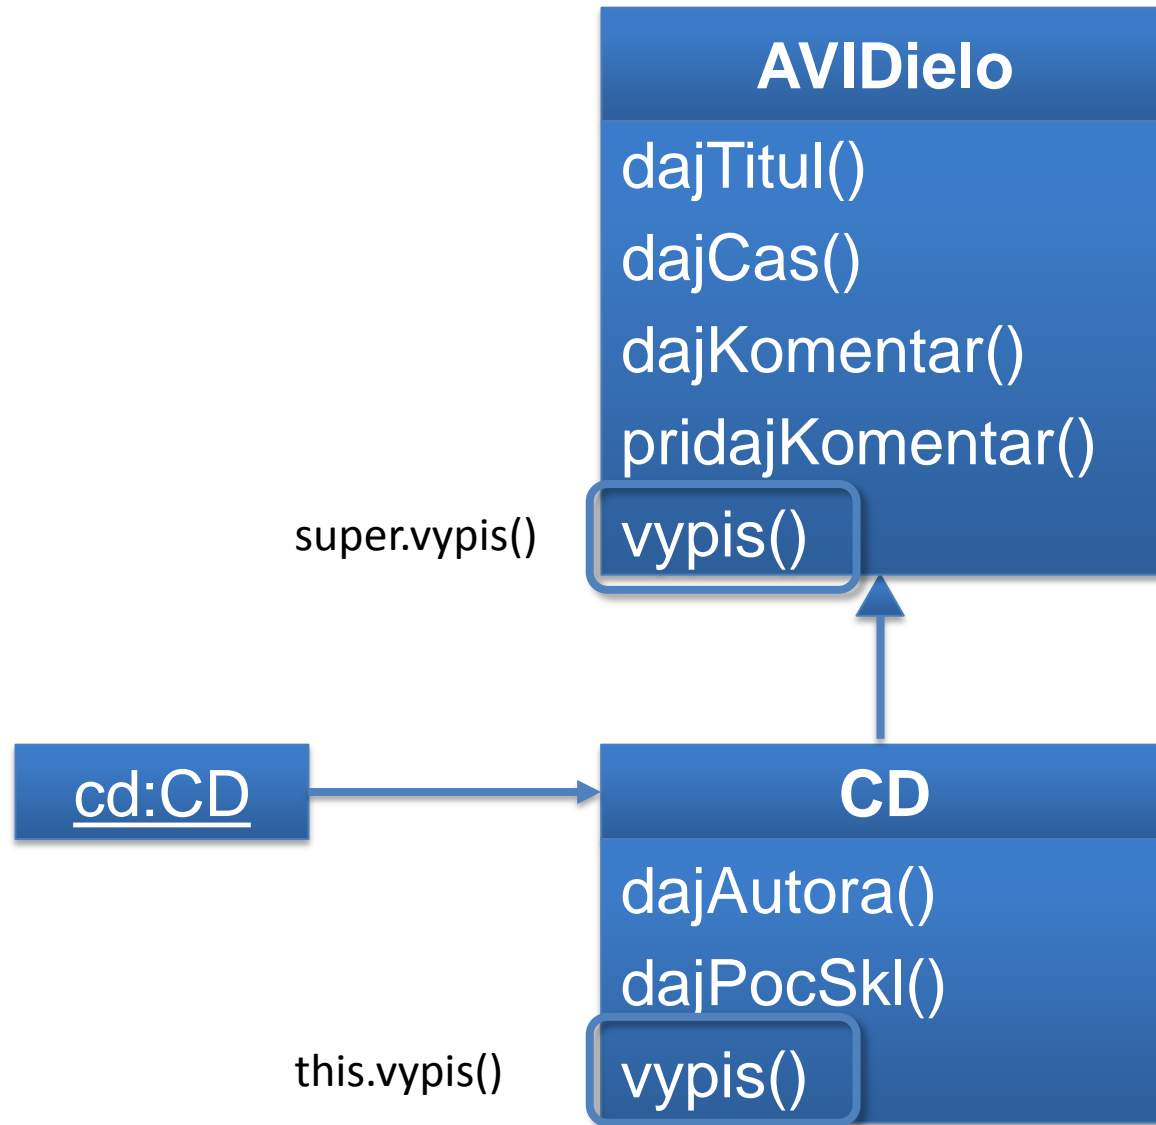 AVIDielo
dajTitul()
dajCas()
dajKomentar()
pridajKomentar()
super.vypis()
vypis()
cd:CD
CD
dajAutora()
dajPocSkl()
this.vypis()
vypis()